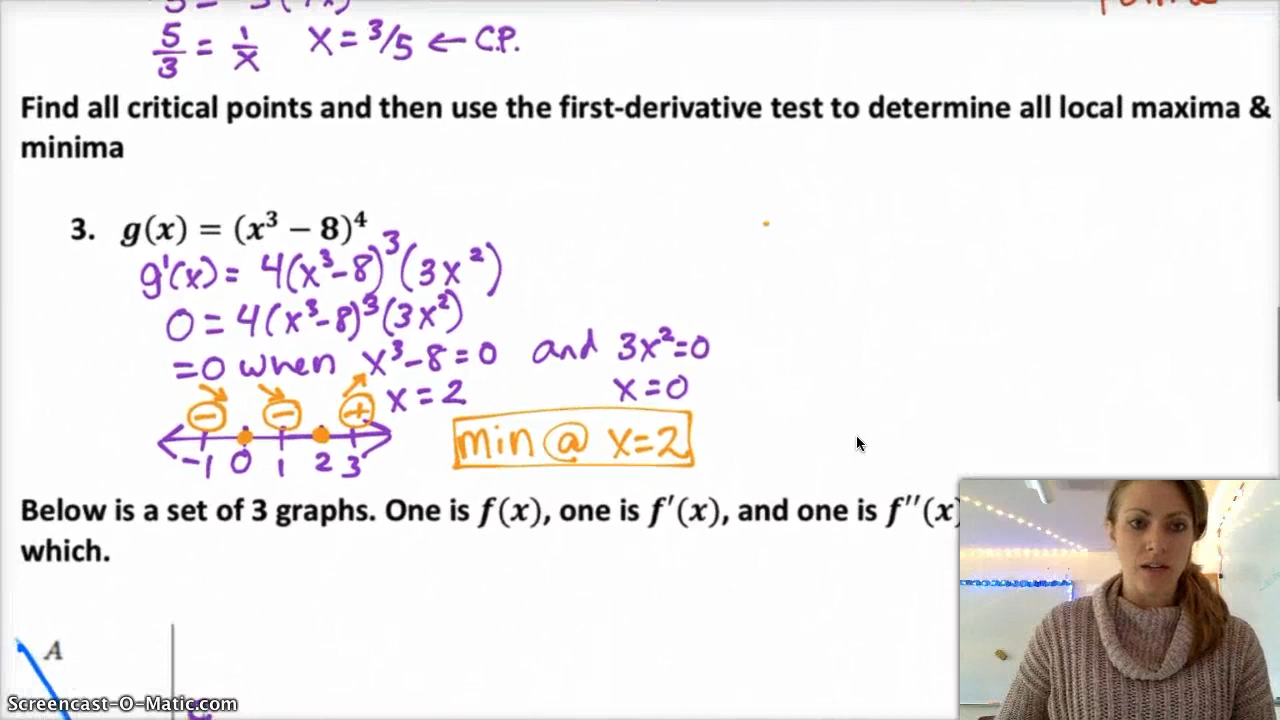 5/3 = 1/x x = 3/5 ← C.P.
Find all critical points and then use the first-derivative test to determine all local maxima &
minima
3. g(x) = (x³ − 8)⁴
g'(x) = 4(x³-8)³(3x²)
0 = 4(x³-8)³(3x²)
=0 when x³-8=0 and 3x²=0
x=2 x=0
− − +
-1 0 1 2 3
min @ x=2
Below is a set of 3 graphs. One is f(x), one is f′(x), and one is f′′(x)
which.
A
Screencast-O-Matic.com